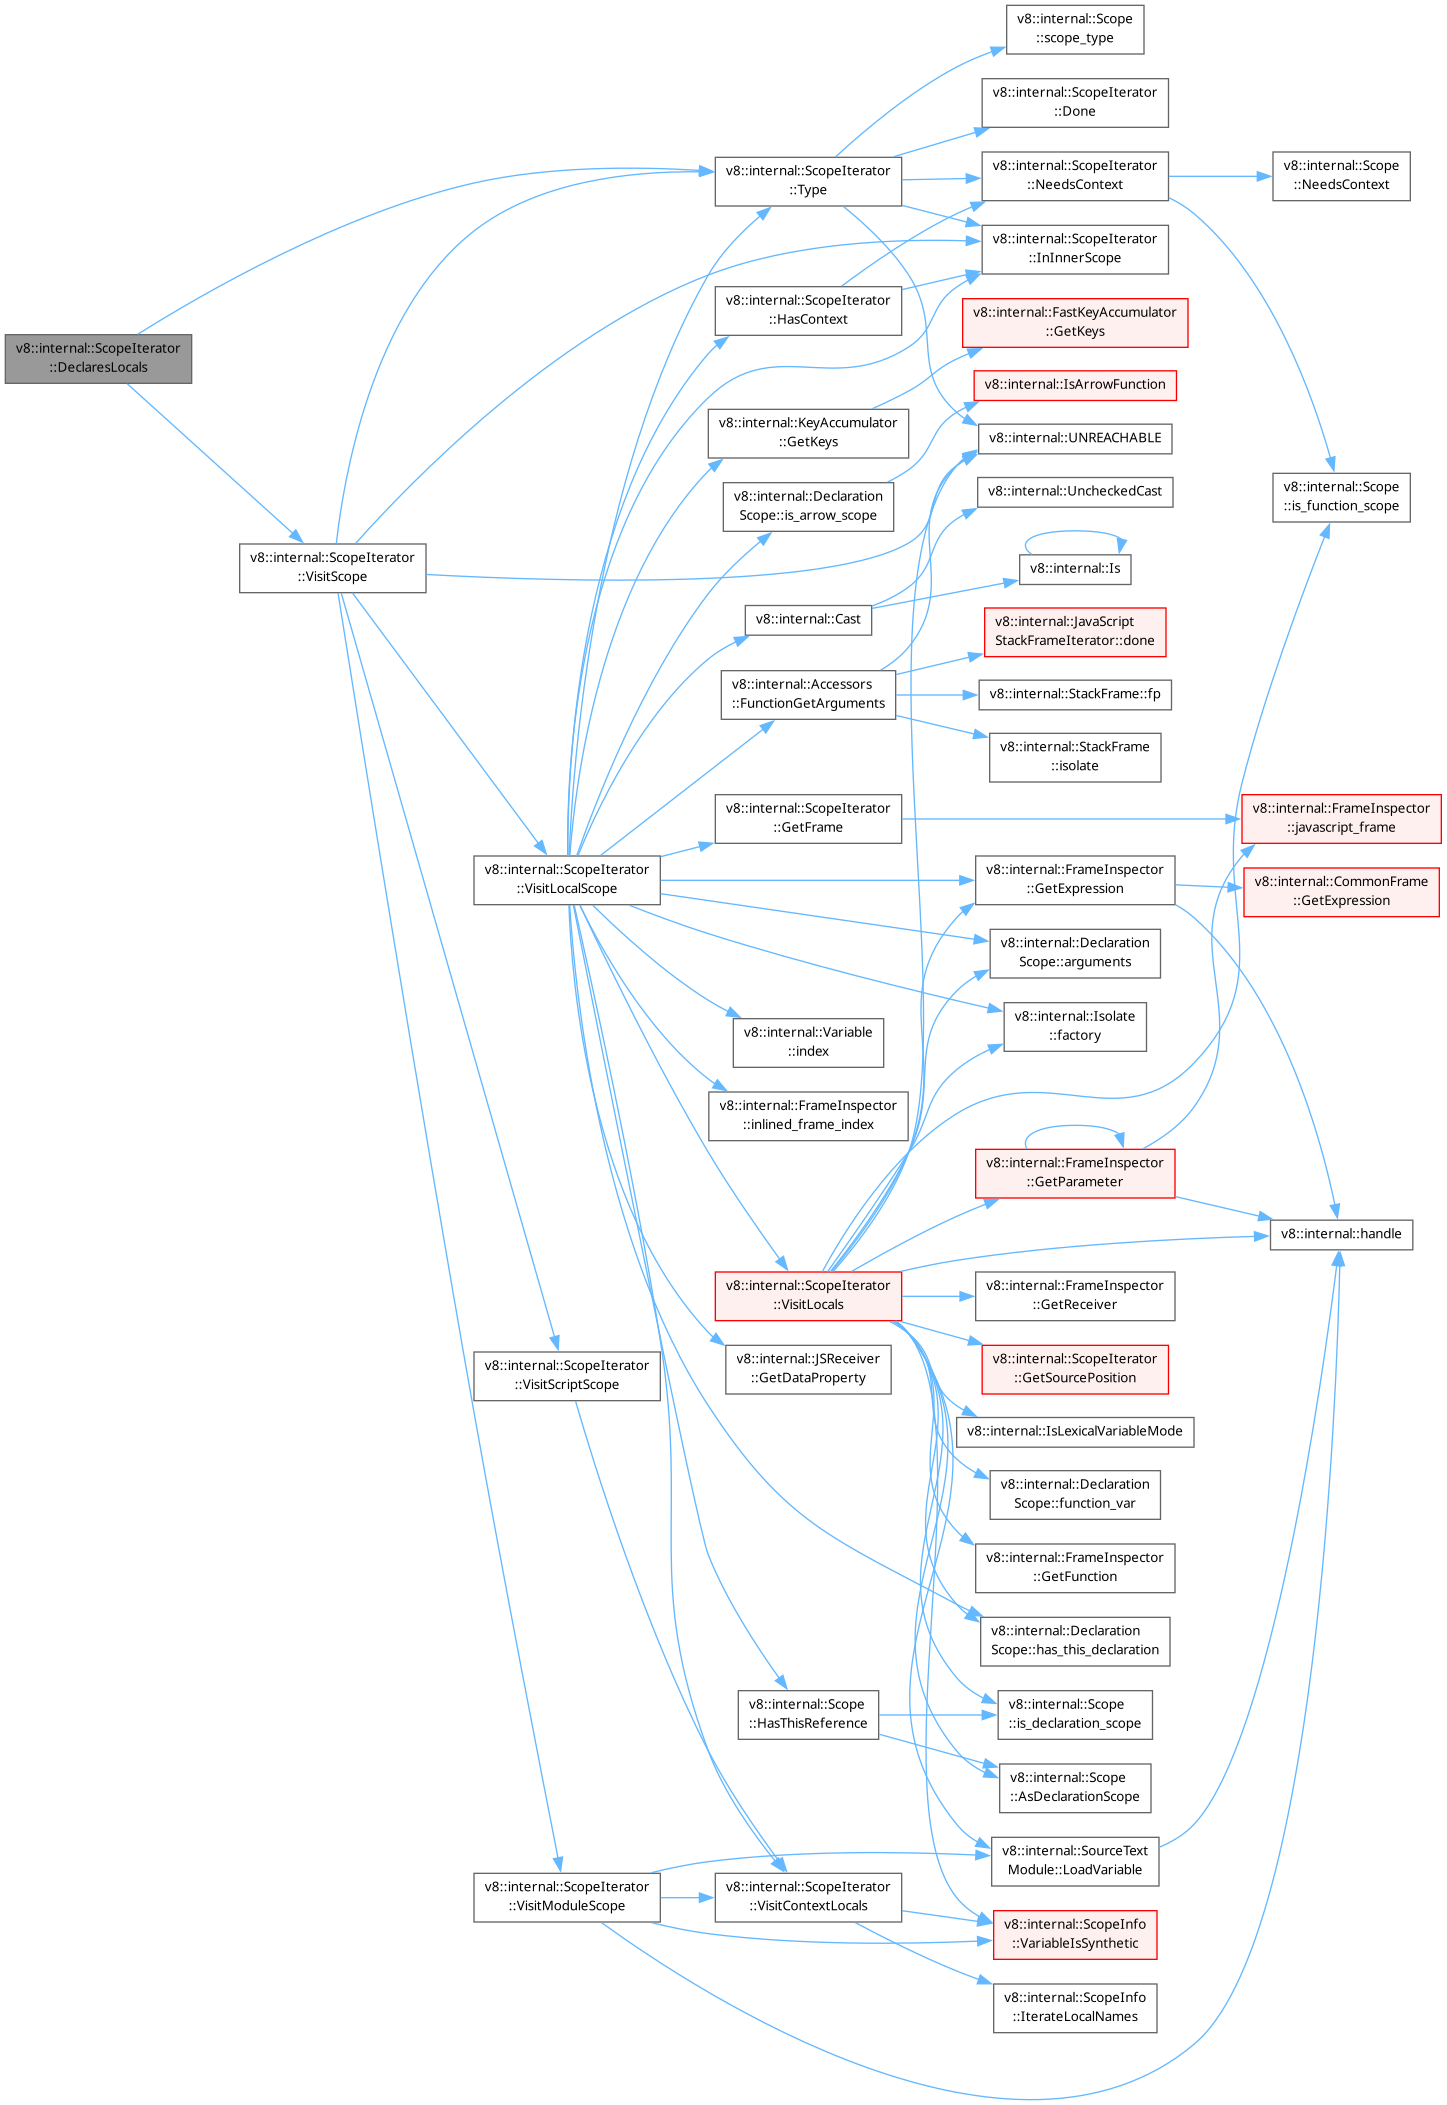 v8::internal::Scope
::scope_type
v8::internal::ScopeIterator
::Done
v8::internal::ScopeIterator
::Type
v8::internal::ScopeIterator
::NeedsContext
v8::internal::Scope
::NeedsContext
v8::internal::ScopeIterator
::InInnerScope
v8::internal::ScopeIterator
::HasContext
v8::internal::FastKeyAccumulator
::GetKeys
v8::internal::ScopeIterator
::DeclaresLocals
v8::internal::IsArrowFunction
v8::internal::KeyAccumulator
::GetKeys
v8::internal::UNREACHABLE
v8::internal::Declaration
Scope::is_arrow_scope
v8::internal::UncheckedCast
v8::internal::Scope
::is_function_scope
v8::internal::ScopeIterator
::VisitScope
v8::internal::Is
v8::internal::Cast
v8::internal::JavaScript
StackFrameIterator::done
v8::internal::Accessors
::FunctionGetArguments
v8::internal::StackFrame::fp
v8::internal::StackFrame
::isolate
v8::internal::ScopeIterator
::GetFrame
v8::internal::FrameInspector
::javascript_frame
v8::internal::ScopeIterator
::VisitLocalScope
v8::internal::FrameInspector
::GetExpression
v8::internal::CommonFrame
::GetExpression
v8::internal::Declaration
Scope::arguments
v8::internal::Variable
::index
v8::internal::Isolate
::factory
v8::internal::FrameInspector
::inlined_frame_index
v8::internal::FrameInspector
::GetParameter
v8::internal::handle
v8::internal::ScopeIterator
::VisitLocals
v8::internal::FrameInspector
::GetReceiver
v8::internal::ScopeIterator
::VisitScriptScope
v8::internal::JSReceiver
::GetDataProperty
v8::internal::ScopeIterator
::GetSourcePosition
v8::internal::IsLexicalVariableMode
v8::internal::Declaration
Scope::function_var
v8::internal::FrameInspector
::GetFunction
v8::internal::Declaration
Scope::has_this_declaration
v8::internal::Scope
::HasThisReference
v8::internal::Scope
::is_declaration_scope
v8::internal::Scope
::AsDeclarationScope
v8::internal::SourceText
Module::LoadVariable
v8::internal::ScopeIterator
::VisitModuleScope
v8::internal::ScopeIterator
::VisitContextLocals
v8::internal::ScopeInfo
::VariableIsSynthetic
v8::internal::ScopeInfo
::IterateLocalNames